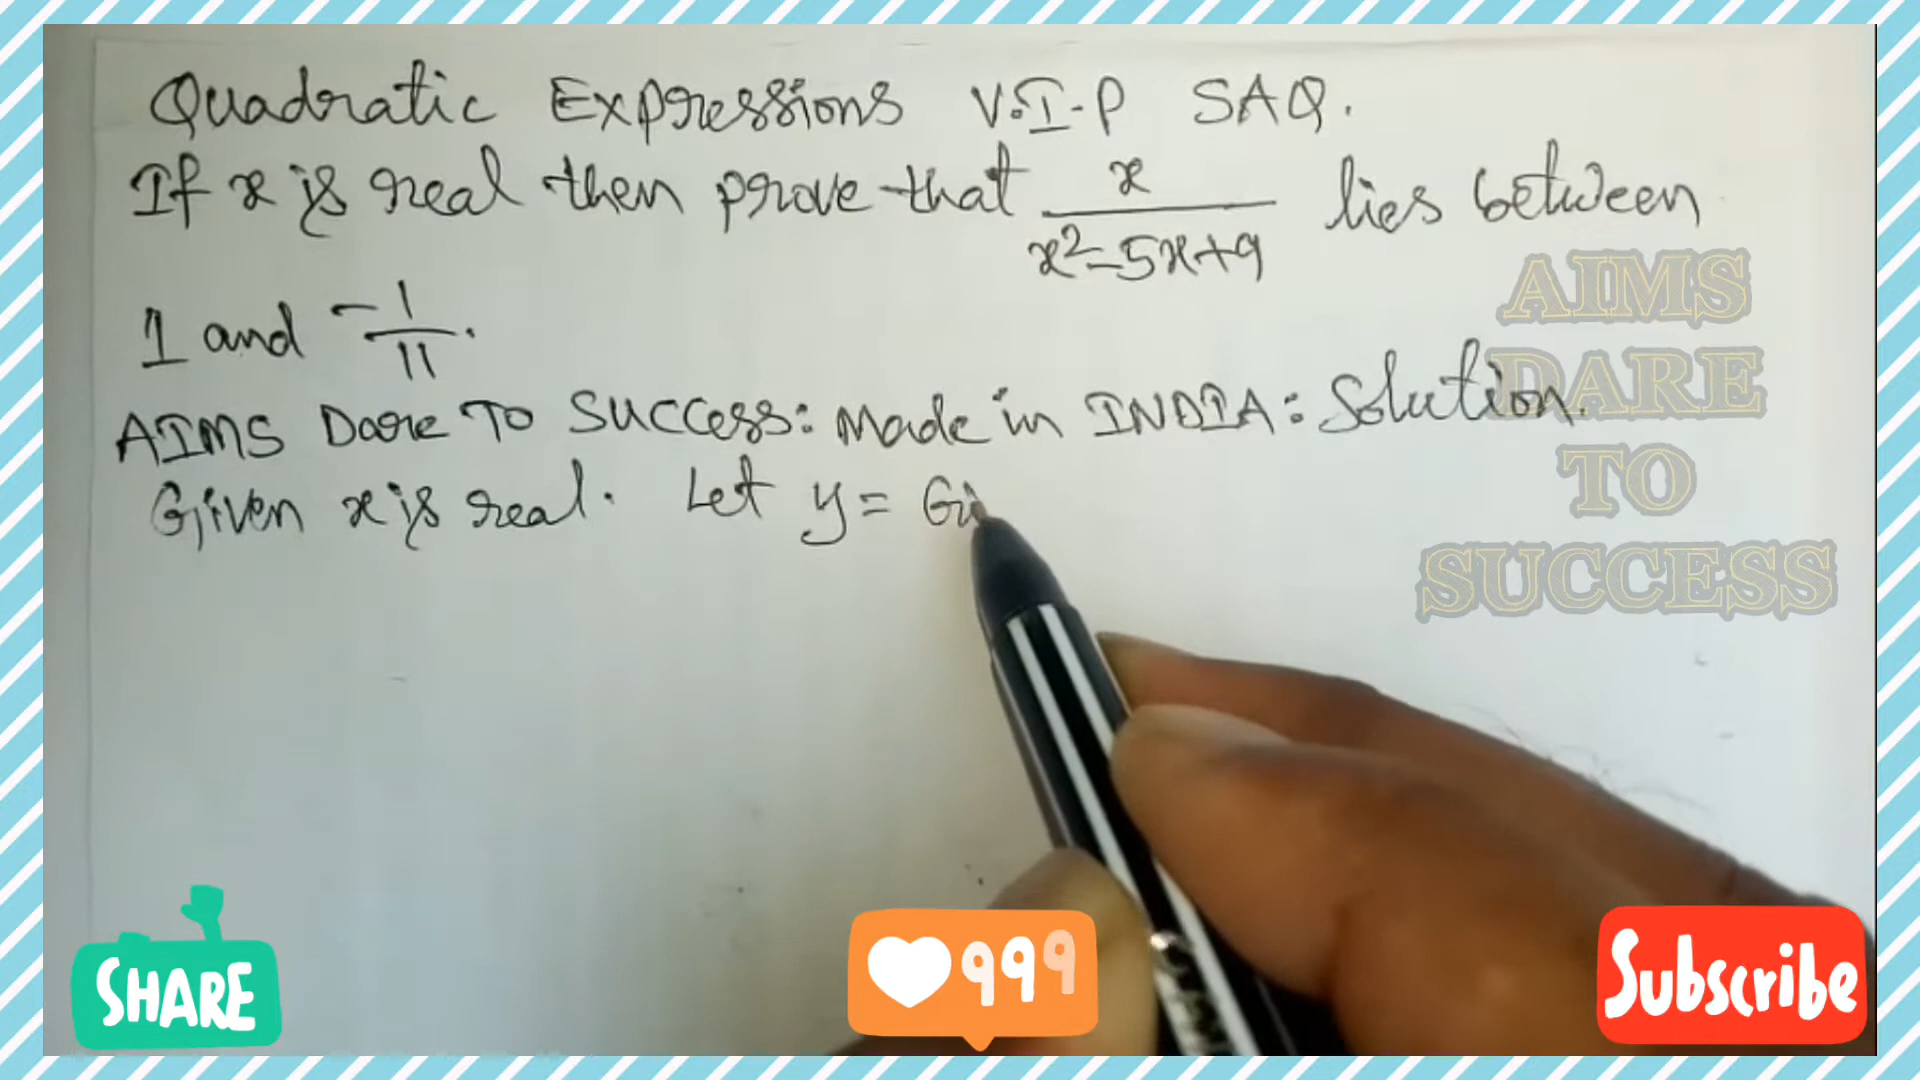 Quadratic Expressions V.I.P SAQ.
If x is real then prove that x/(x²-5x+9) lies between
1 and -1/11.
AIMS Dare To Success: Made in INDIA: Solution.
Given x is real. Let y = Gi
AIMS
DARE
TO
SUCCESS
SHARE
999
Subscribe